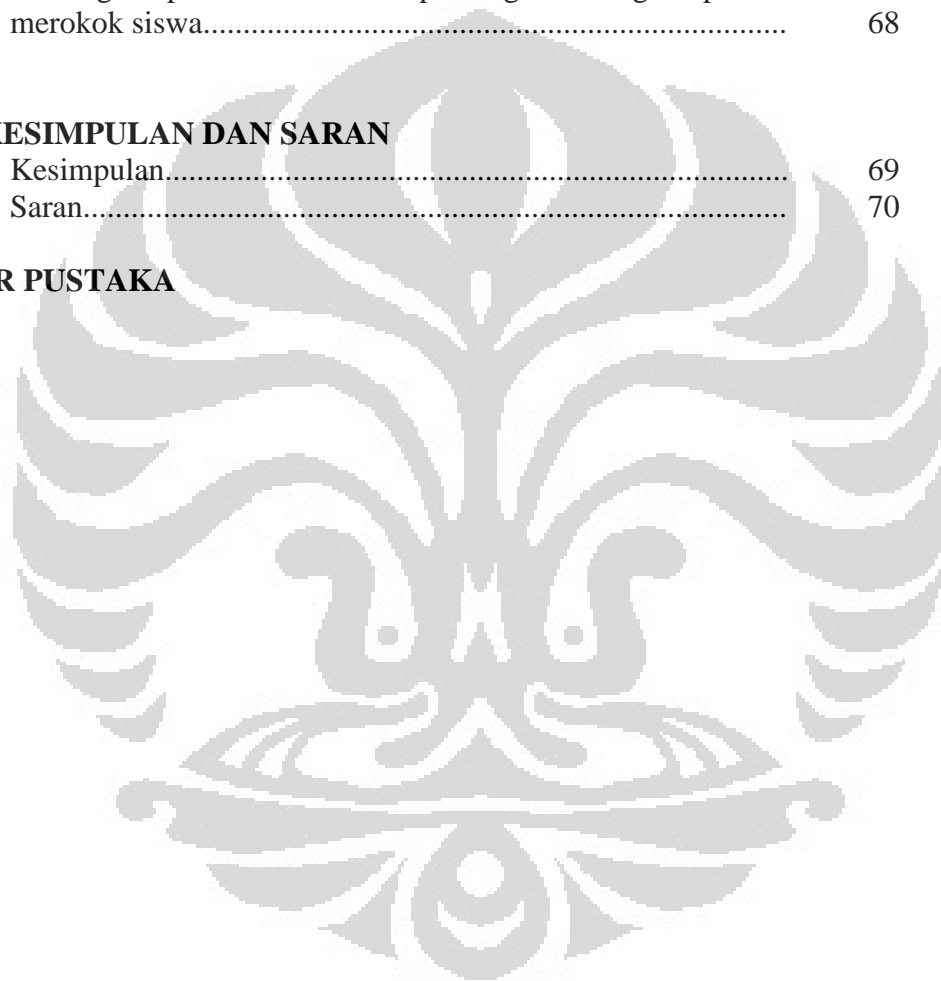 merokok siswa......................................................................... 68
KESIMPULAN DAN SARAN
Kesimpulan.............................................................................. 69
Saran........................................................................................ 70
R PUSTAKA